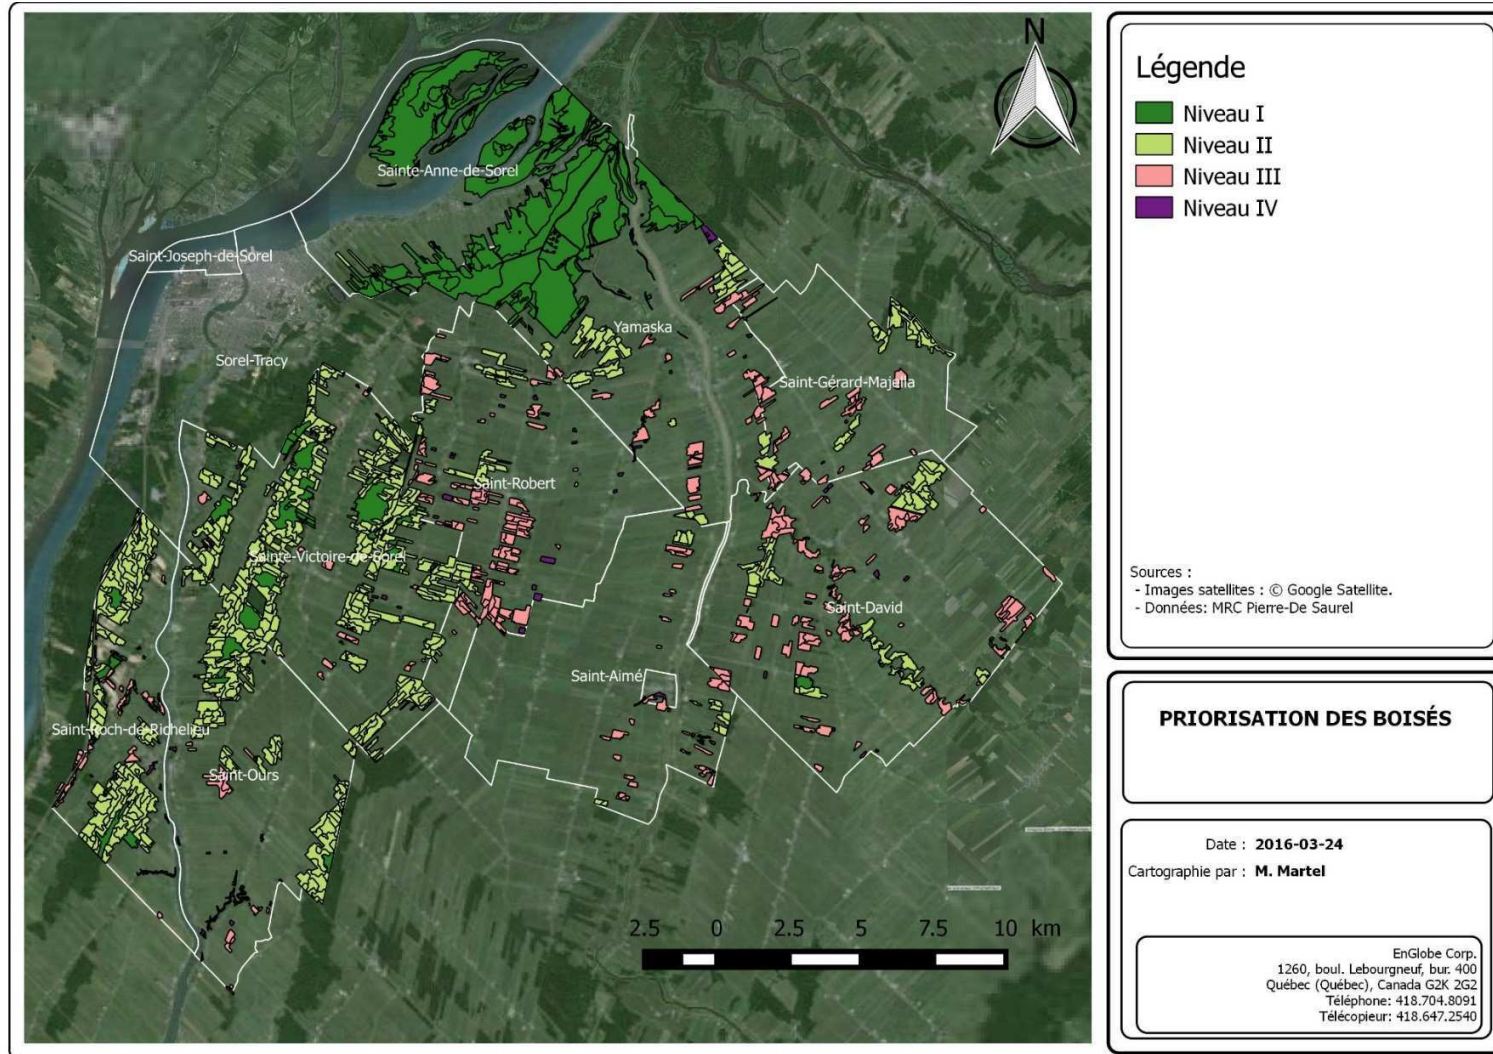 N
Sainte-Anne-de-Sorel
Saint-Joseph-de-Sorel
Sorel-Tracy
Yamaska
Saint-Gérard-Majella
Saint-Robert
Sainte-Victoire-de-Sorel
Saint-David
Saint-Aimé
Saint-Roch-de-Richelieu
Saint-Ours
2.5 0 2.5 5 7.5 10 km
Légende
Niveau I
Niveau II
Niveau III
Niveau IV
Sources :
- Images satellites : © Google Satellite.
- Données: MRC Pierre-De Saurel
PRIORISATION DES BOISÉS
Date : 2016-03-24
Cartographie par : M. Martel
EnGlobe Corp.
1260, boul. Lebourgneuf, bur. 400
Québec (Québec), Canada G2K 2G2
Téléphone: 418.704.8091
Télécopieur: 418.647.2540